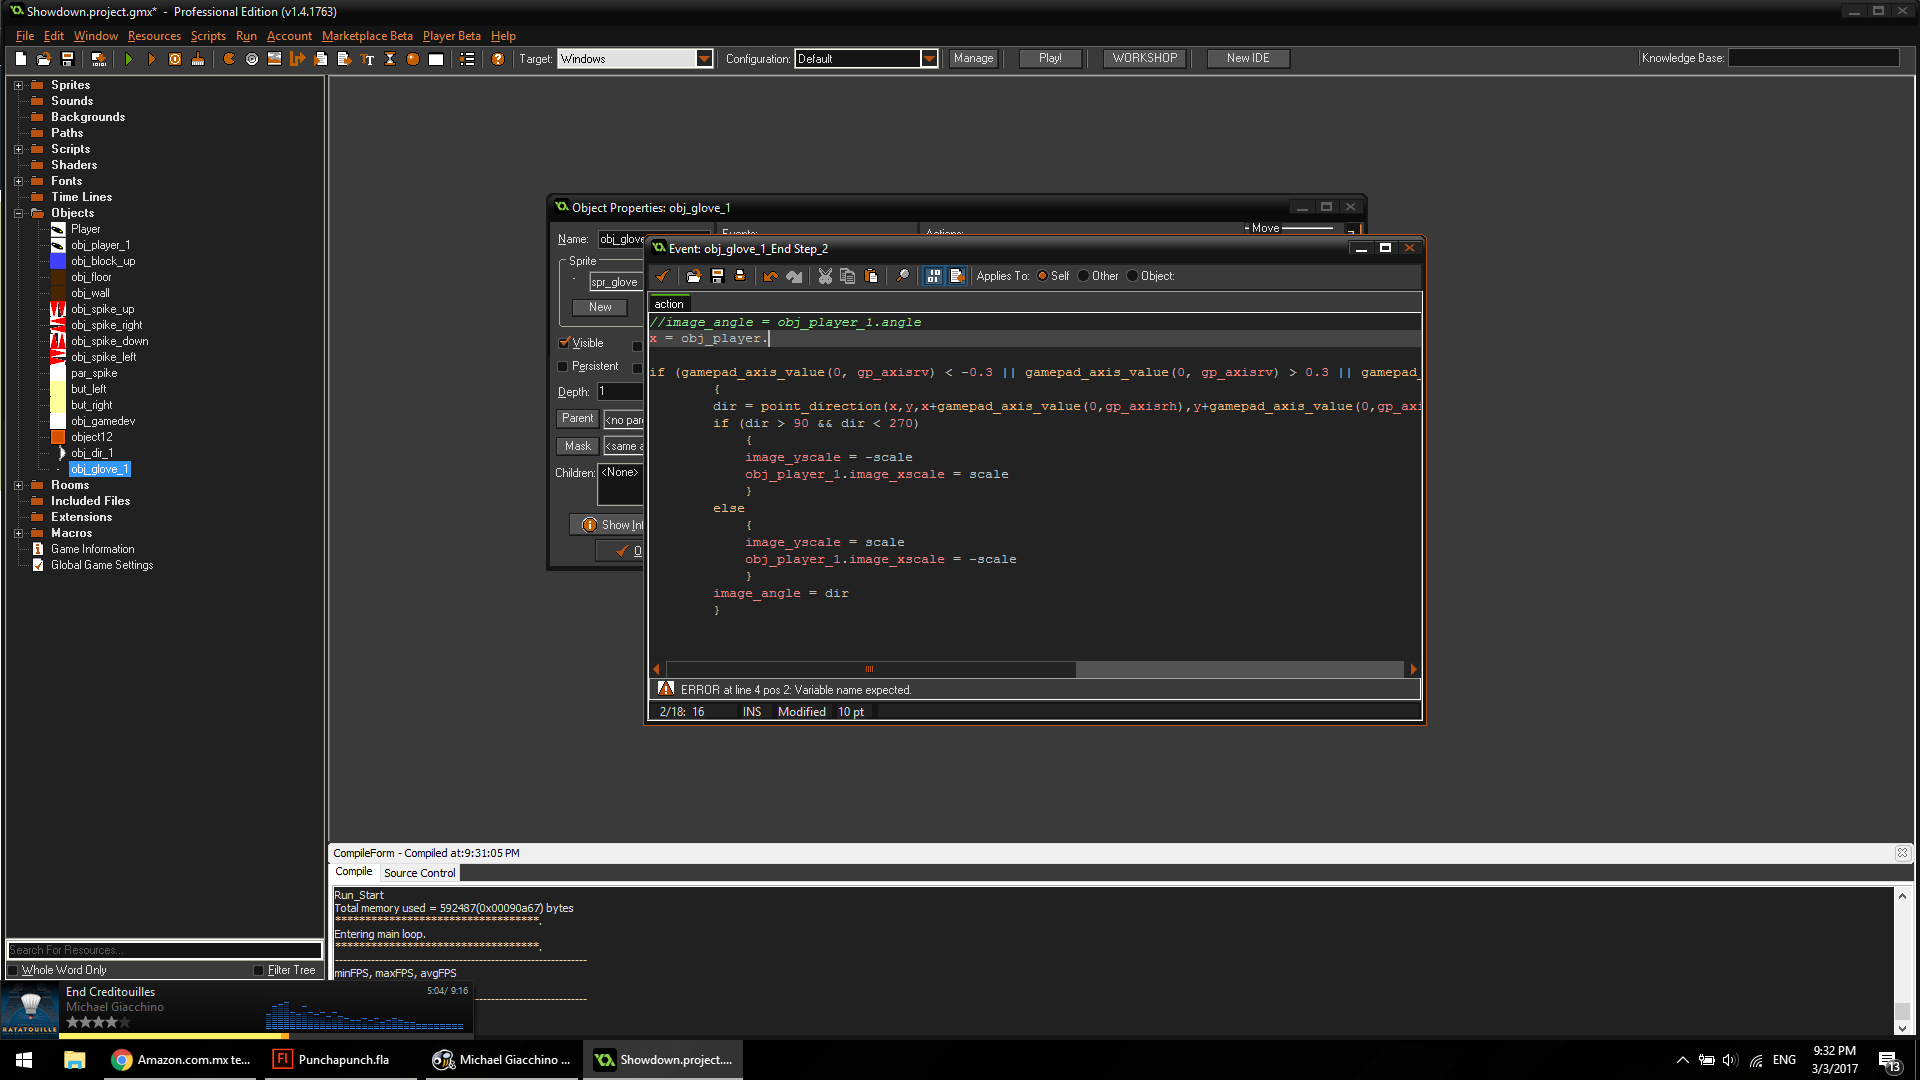 Showdown.project.gmx* - Professional Edition (v1.4.1763)
File Edit Window Resources Scripts Run Account Marketplace Beta Player Beta Help
Target: Windows Configuration: Default Manage Play! WORKSHOP New IDE Knowledge Base:
Sprites
Sounds
Backgrounds
Paths
Scripts
Shaders
Fonts
Time Lines
Objects
Player
obj_player_1
obj_block_up
obj_floor
obj_wall
obj_spike_up
obj_spike_right
obj_spike_down
obj_spike_left
par_spike
but_left
but_right
obj_gamedev
object12
obj_dir_1
obj_glove_1
Rooms
Included Files
Extensions
Macros
Game Information
Global Game Settings
Search For Resources...
Whole Word Only Filter Tree
Object Properties: obj_glove_1
Name: obj_glove
Events:
Actions:
Move
Sprite
spr_glove
New
Visible
Persistent
Depth: 1
Parent <no pare
Mask <same a
Children: <None>
Show Inf
O
Event: obj_glove_1_End Step_2
Applies To: Self Other Object:
action
//image_angle = obj_player_1.angle
x = obj_player.
if (gamepad_axis_value(0, gp_axisrv) < -0.3 || gamepad_axis_value(0, gp_axisrv) > 0.3 || gamepad_
{
dir = point_direction(x,y,x+gamepad_axis_value(0,gp_axisrh),y+gamepad_axis_value(0,gp_axi
if (dir > 90 && dir < 270)
{
image_yscale = -scale
obj_player_1.image_xscale = scale
}
else
{
image_yscale = scale
obj_player_1.image_xscale = -scale
}
image_angle = dir
}
ERROR at line 4 pos 2: Variable name expected.
2/18: 16 INS Modified 10 pt
CompileForm - Compiled at:9:31:05 PM
Compile Source Control
Run_Start
Total memory used = 592487(0x00090a67) bytes
**********************************.
Entering main loop.
**********************************.
minFPS, maxFPS, avgFPS
RATATOUILLE
End Creditouilles
5:04/ 9:16
Michael Giacchino
Amazon.com.mx te...
Punchapunch.fla
Michael Giacchino ...
Showdown.project....
ENG
9:32 PM
3/3/2017
13